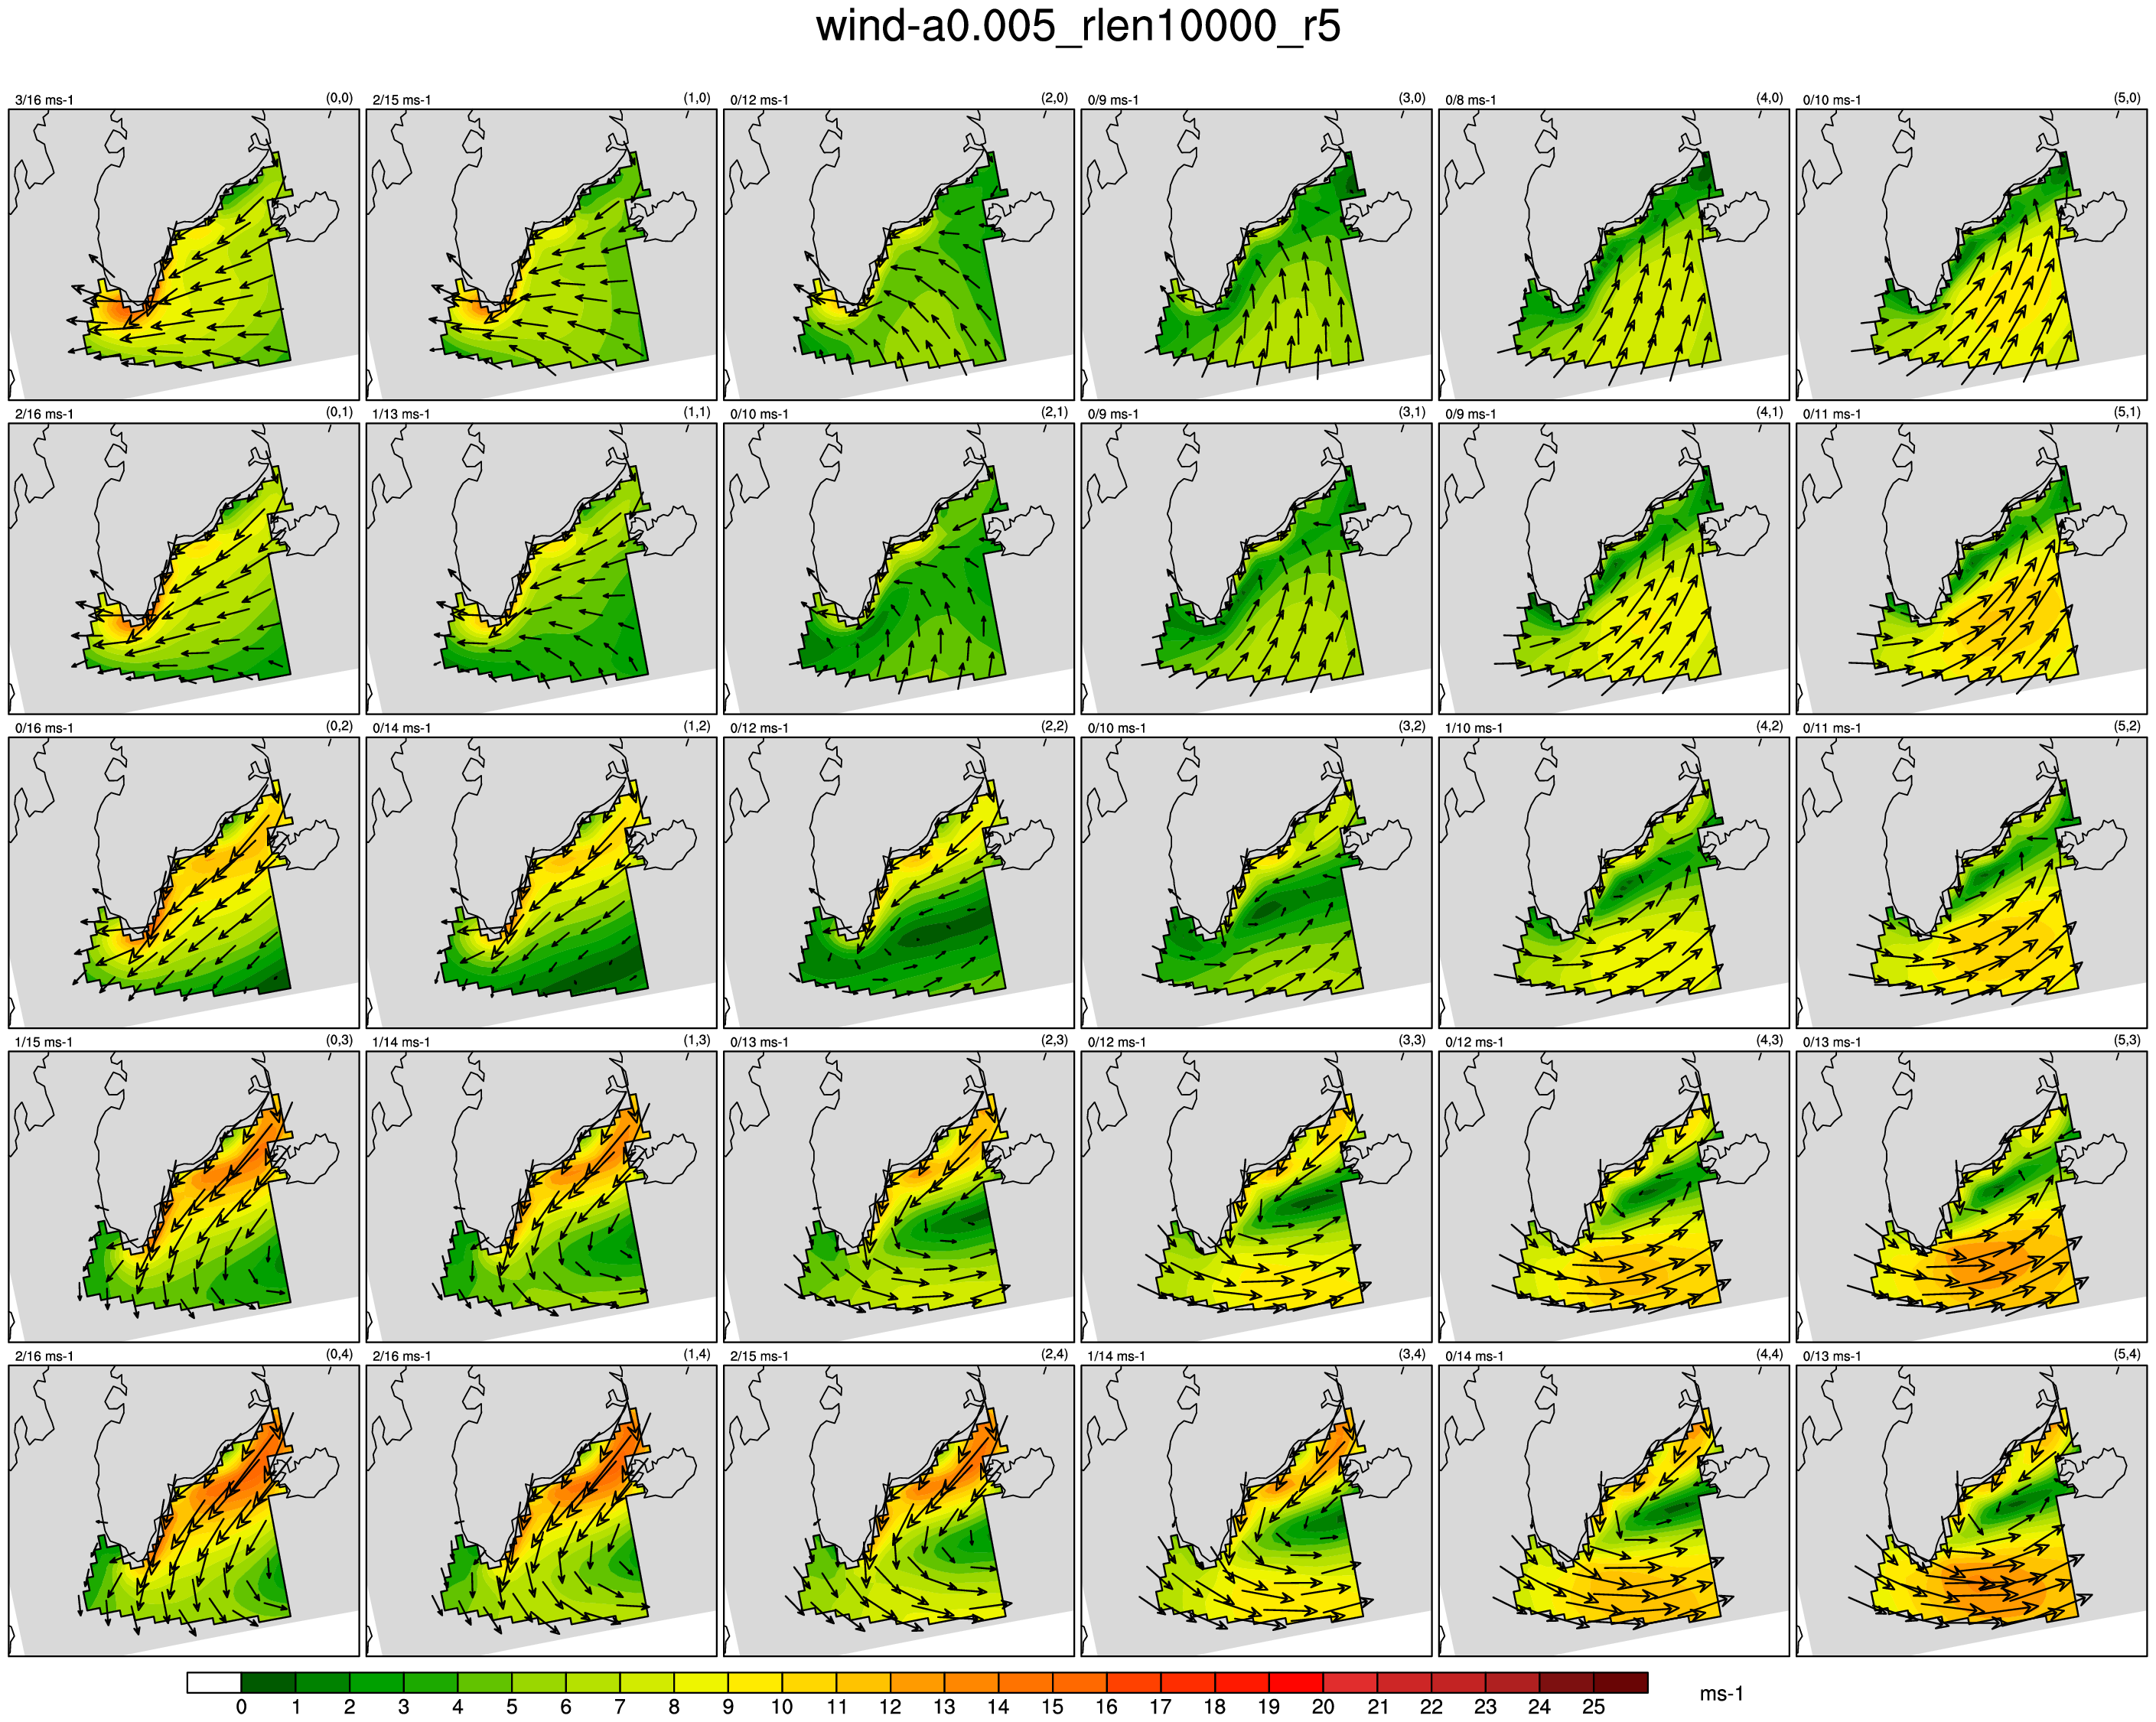 wind-a0.005_rlen10000_r5
3/16 ms-1 (0,0) 2/15 ms-1 (1,0) 0/12 ms-1 (2,0) 0/9 ms-1 (3,0) 0/8 ms-1 (4,0) 0/10 ms-1 (5,0)
2/16 ms-1 (0,1) 1/13 ms-1 (1,1) 0/10 ms-1 (2,1) 0/9 ms-1 (3,1) 0/9 ms-1 (4,1) 0/11 ms-1 (5,1)
0/16 ms-1 (0,2) 0/14 ms-1 (1,2) 0/12 ms-1 (2,2) 0/10 ms-1 (3,2) 1/10 ms-1 (4,2) 0/11 ms-1 (5,2)
1/15 ms-1 (0,3) 1/14 ms-1 (1,3) 0/13 ms-1 (2,3) 0/12 ms-1 (3,3) 0/12 ms-1 (4,3) 0/13 ms-1 (5,3)
2/16 ms-1 (0,4) 2/16 ms-1 (1,4) 2/15 ms-1 (2,4) 1/14 ms-1 (3,4) 0/14 ms-1 (4,4) 0/13 ms-1 (5,4)
0 1 2 3 4 5 6 7 8 9 10 11 12 13 14 15 16 17 18 19 20 21 22 23 24 25 ms-1